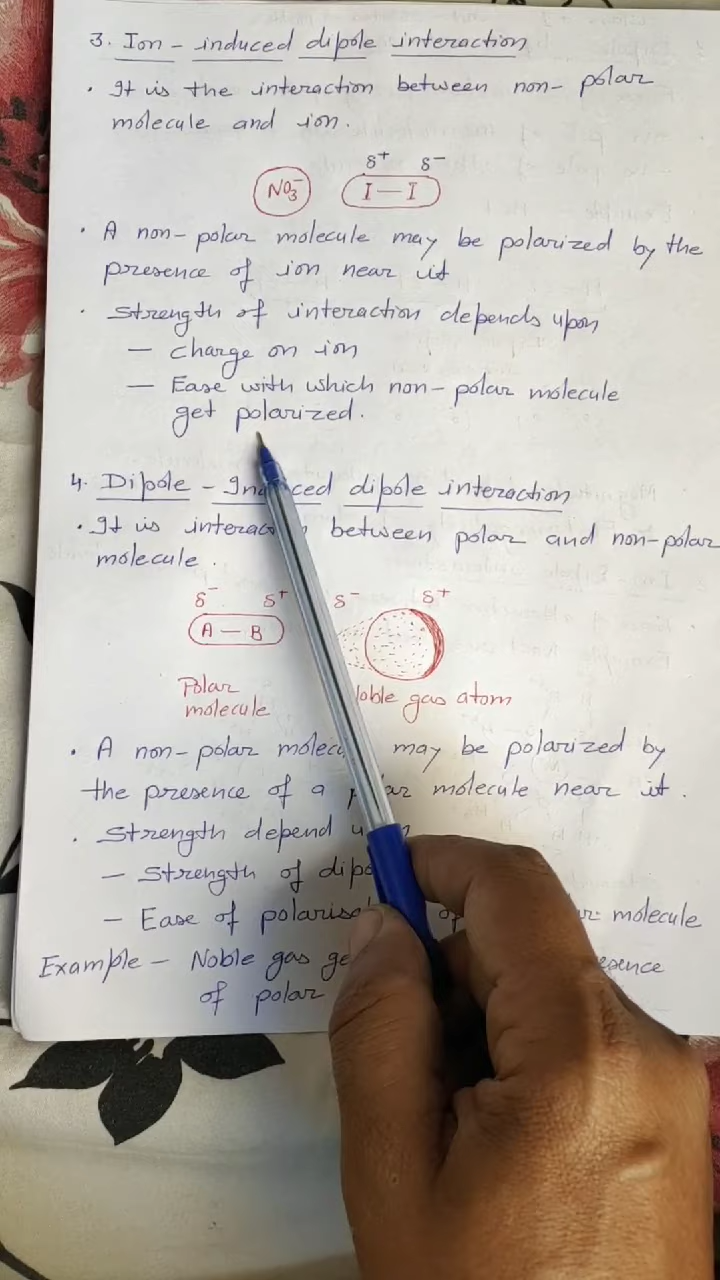 3. Ion - induced dipole interaction
• It is the interaction between non-polar
molecule and ion.
δ+ δ-
NO3- I—I
• A non-polar molecule may be polarized by the
presence of ion near it
• Strength of interaction depends upon
— Charge on ion
— Ease with which non-polar molecule
get polarized.
4. Dipole - Induced dipole interaction
• It is between polar and non-polar
molecule.
δ- δ+ δ- δ+
A — B
Polar gas atom
molecule
• A non-polar may be polarized by
the presence of a molecule near it.
• Strength depend
— Strength of
— Ease of molecule
Example - Noble gas
of polar